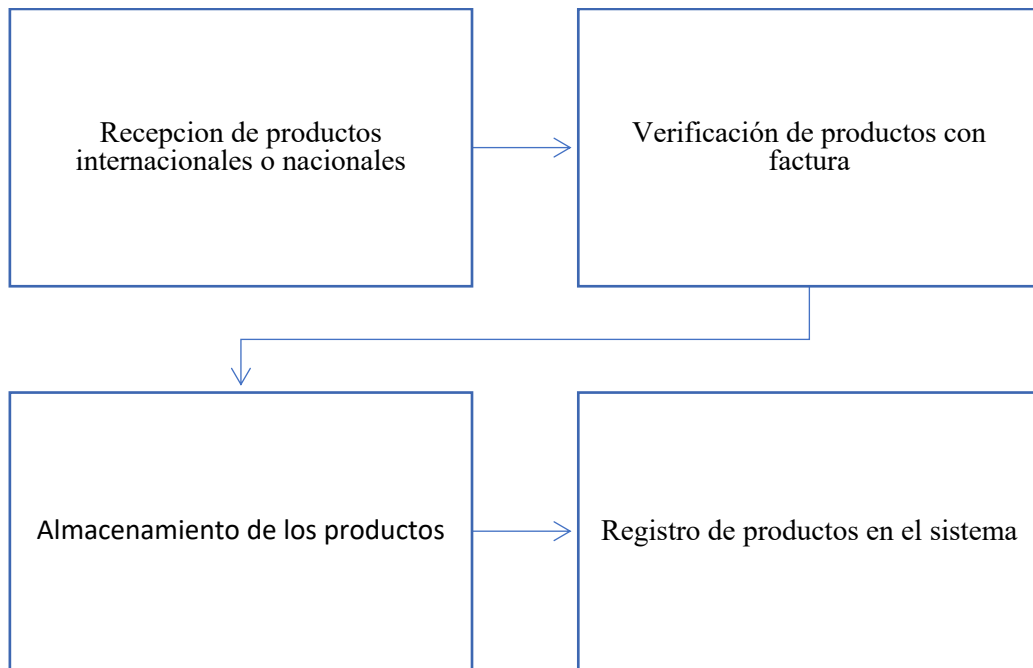 Recepcion de productos
internacionales o nacionales
Verificación de productos con
factura
Almacenamiento de los productos
Registro de productos en el sistema